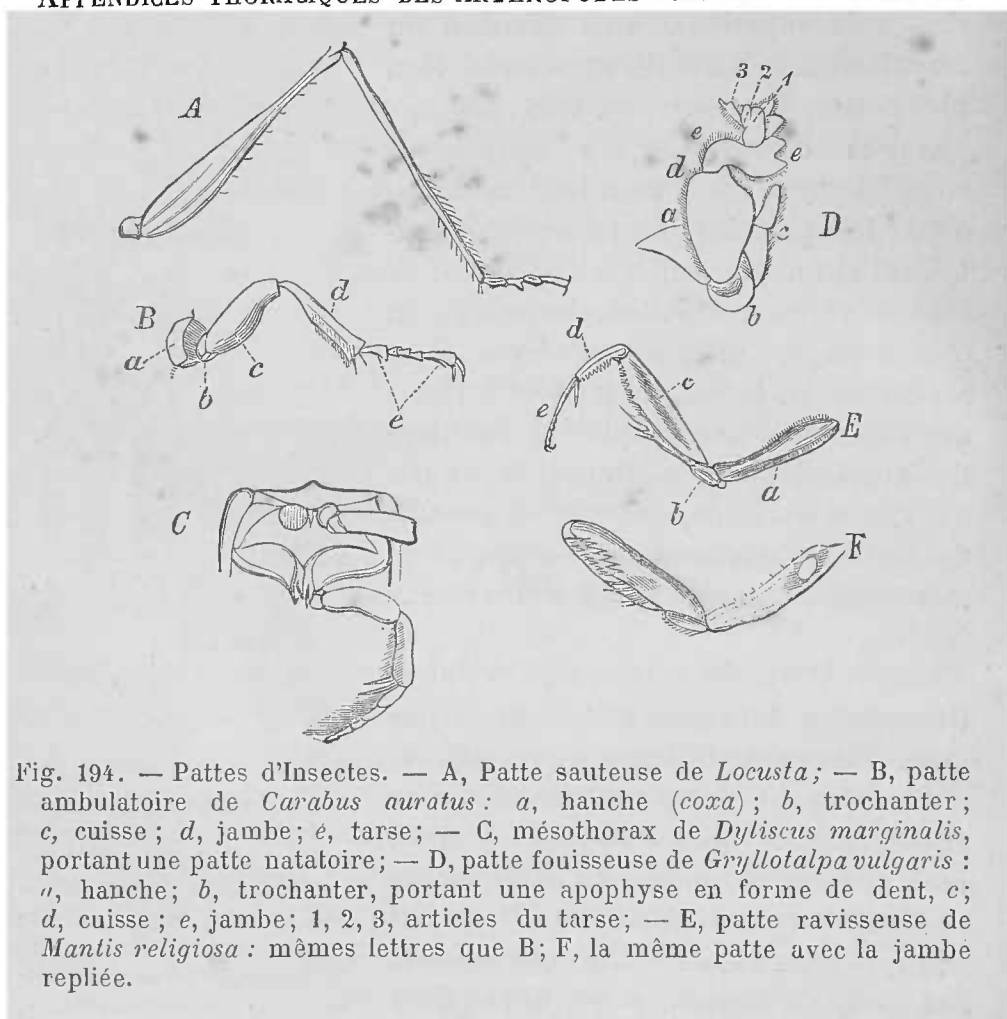 A
3 2 1
e
e
d
a
D
c
b
B
d
a
b
c
e
d
c
e
E
a
b
C
F
Fig. 194. — Pattes d'Insectes. — A, Patte sauteuse de Locusta; — B, patte
ambulatoire de Carabus auratus : a, hanche (coxa) ; b, trochanter ;
c, cuisse ; d, jambe; é, tarse; — C, mésothorax de Dyliscus marginalis,
portant une patte natatoire; — D, patte fouisseuse de Gryllotalpa vulgaris :
hanche; b, trochanter, portant une apophyse en forme de dent, c;
d, cuisse ; e, jambe; 1, 2, 3, articles du tarse; — E, patte ravisseuse de
Mantis religiosa : mêmes lettres que B; F, la même patte avec la jambe
repliée.